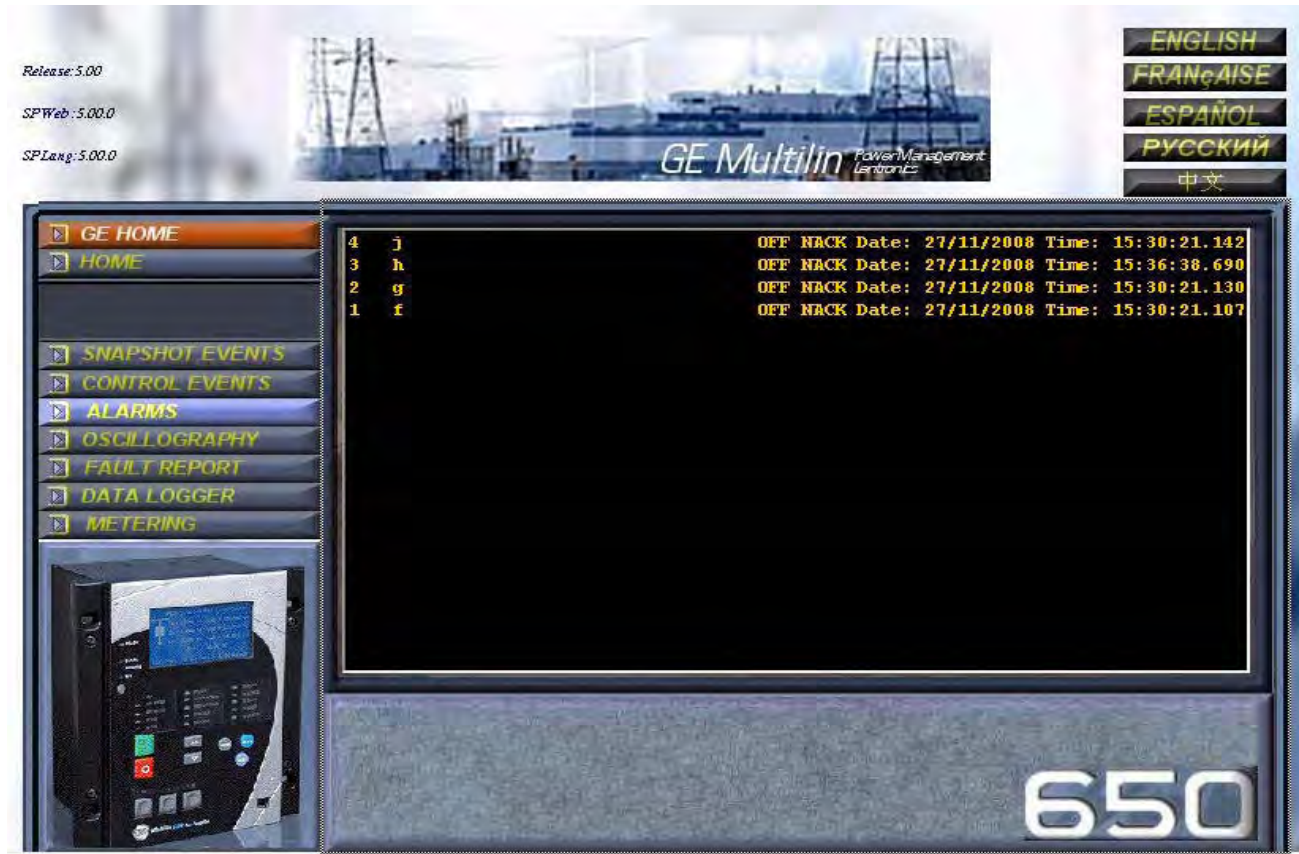 Release:5.00
SPWeb:5.00.0
SPLang:5.00.0
GE Multilin PowerManagement
Lentronics
ENGLISH
FRANçAISE
ESPAÑOL
РУССКИЙ
中文
GE HOME
HOME
SNAPSHOT EVENTS
CONTROL EVENTS
ALARMS
OSCILLOGRAPHY
FAULT REPORT
DATA LOGGER
METERING
4 j OFF NACK Date: 27/11/2008 Time: 15:30:21.142
3 h OFF NACK Date: 27/11/2008 Time: 15:36:38.690
2 g OFF NACK Date: 27/11/2008 Time: 15:30:21.130
1 f OFF NACK Date: 27/11/2008 Time: 15:30:21.107
650